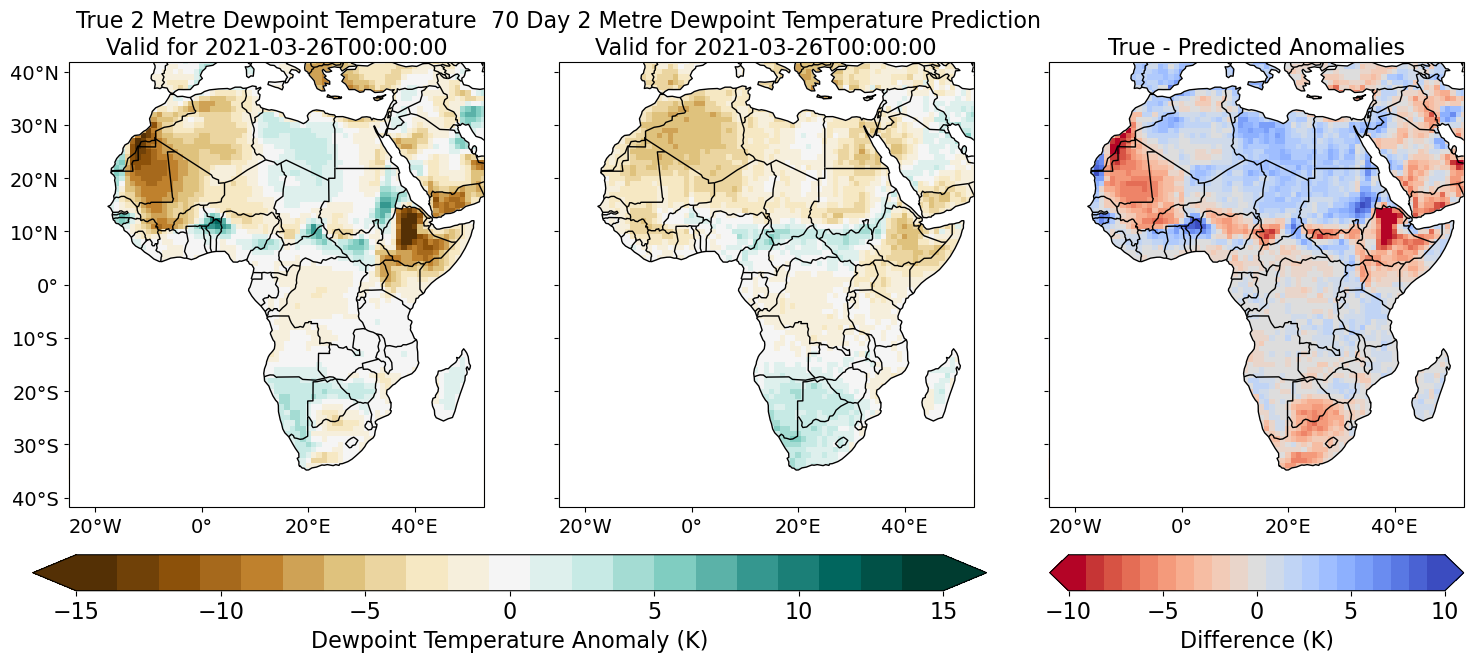 True 2 Metre Dewpoint Temperature
Valid for 2021-03-26T00:00:00
70 Day 2 Metre Dewpoint Temperature Prediction
Valid for 2021-03-26T00:00:00
True - Predicted Anomalies
40°N
30°N
20°N
10°N
0°
10°S
20°S
30°S
40°S
20°W 0° 20°E 40°E
20°W 0° 20°E 40°E
20°W 0° 20°E 40°E
−15 −10 −5 0 5 10 15
Dewpoint Temperature Anomaly (K)
−10 −5 0 5 10
Difference (K)